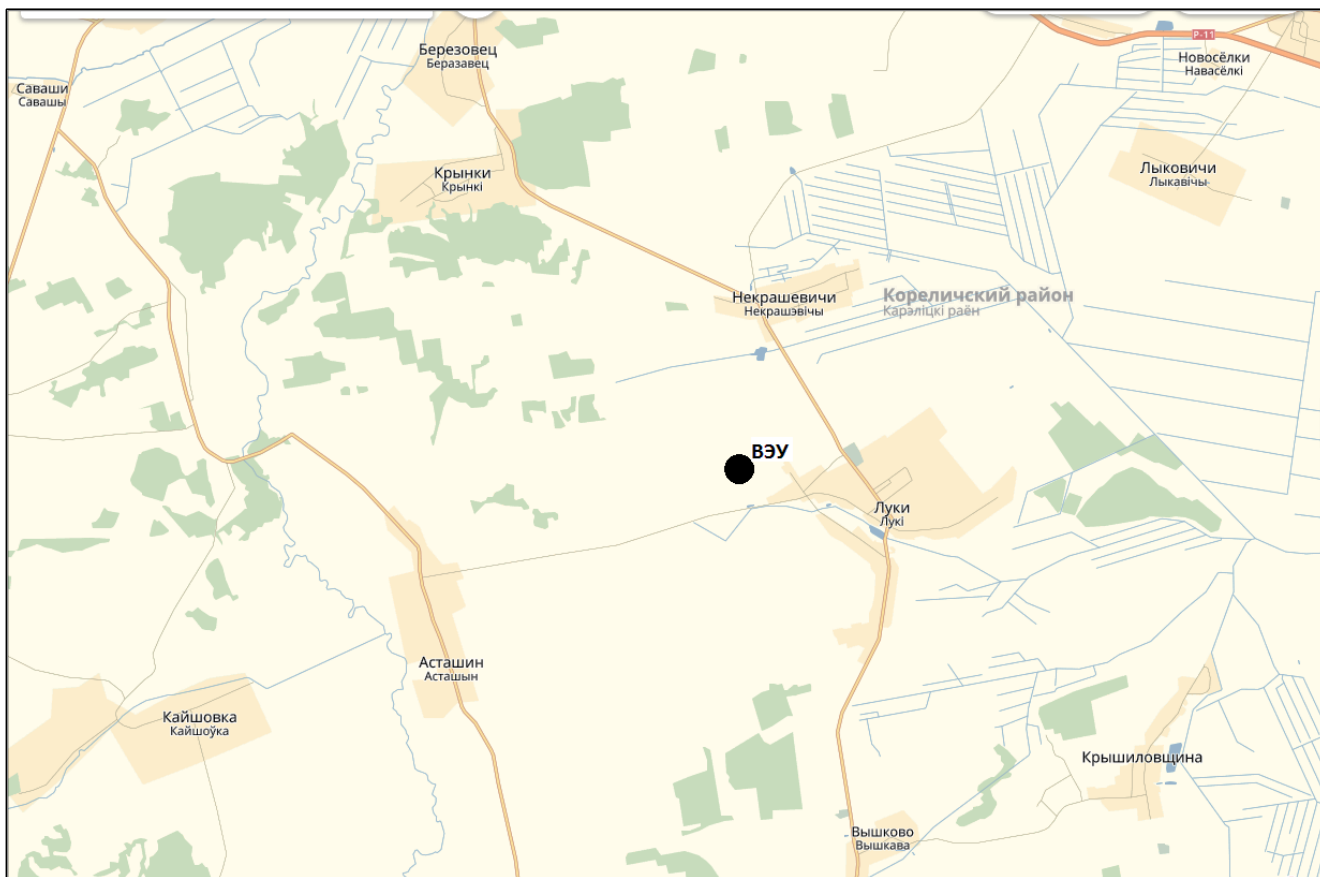 Р-11
Березовец
Беразавец
Новосёлки
Навасёлкі
Саваши
Савашы
Крынки
Крынкі
Лыковичи
Лыкавічы
Некрашевичи
Некрашэвічы
Кореличский район
Карэліцкі раён
ВЭУ
Луки
Лукі
Асташин
Асташын
Кайшовка
Кайшоўка
Крышиловщина
Вышково
Вышкава